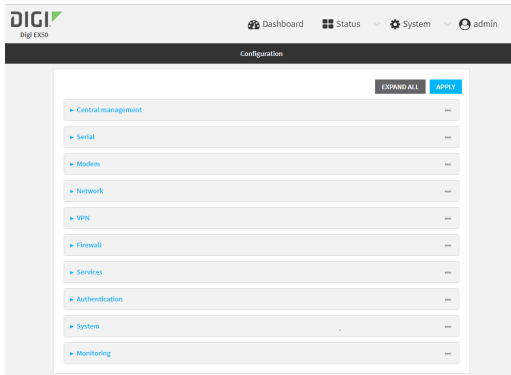 DIGI.
Digi EX50
Dashboard
Status
System
admin
Configuration
EXPAND ALL
APPLY
Central management
Serial
Modem
Network
VPN
Firewall
Services
Authentication
System
Monitoring